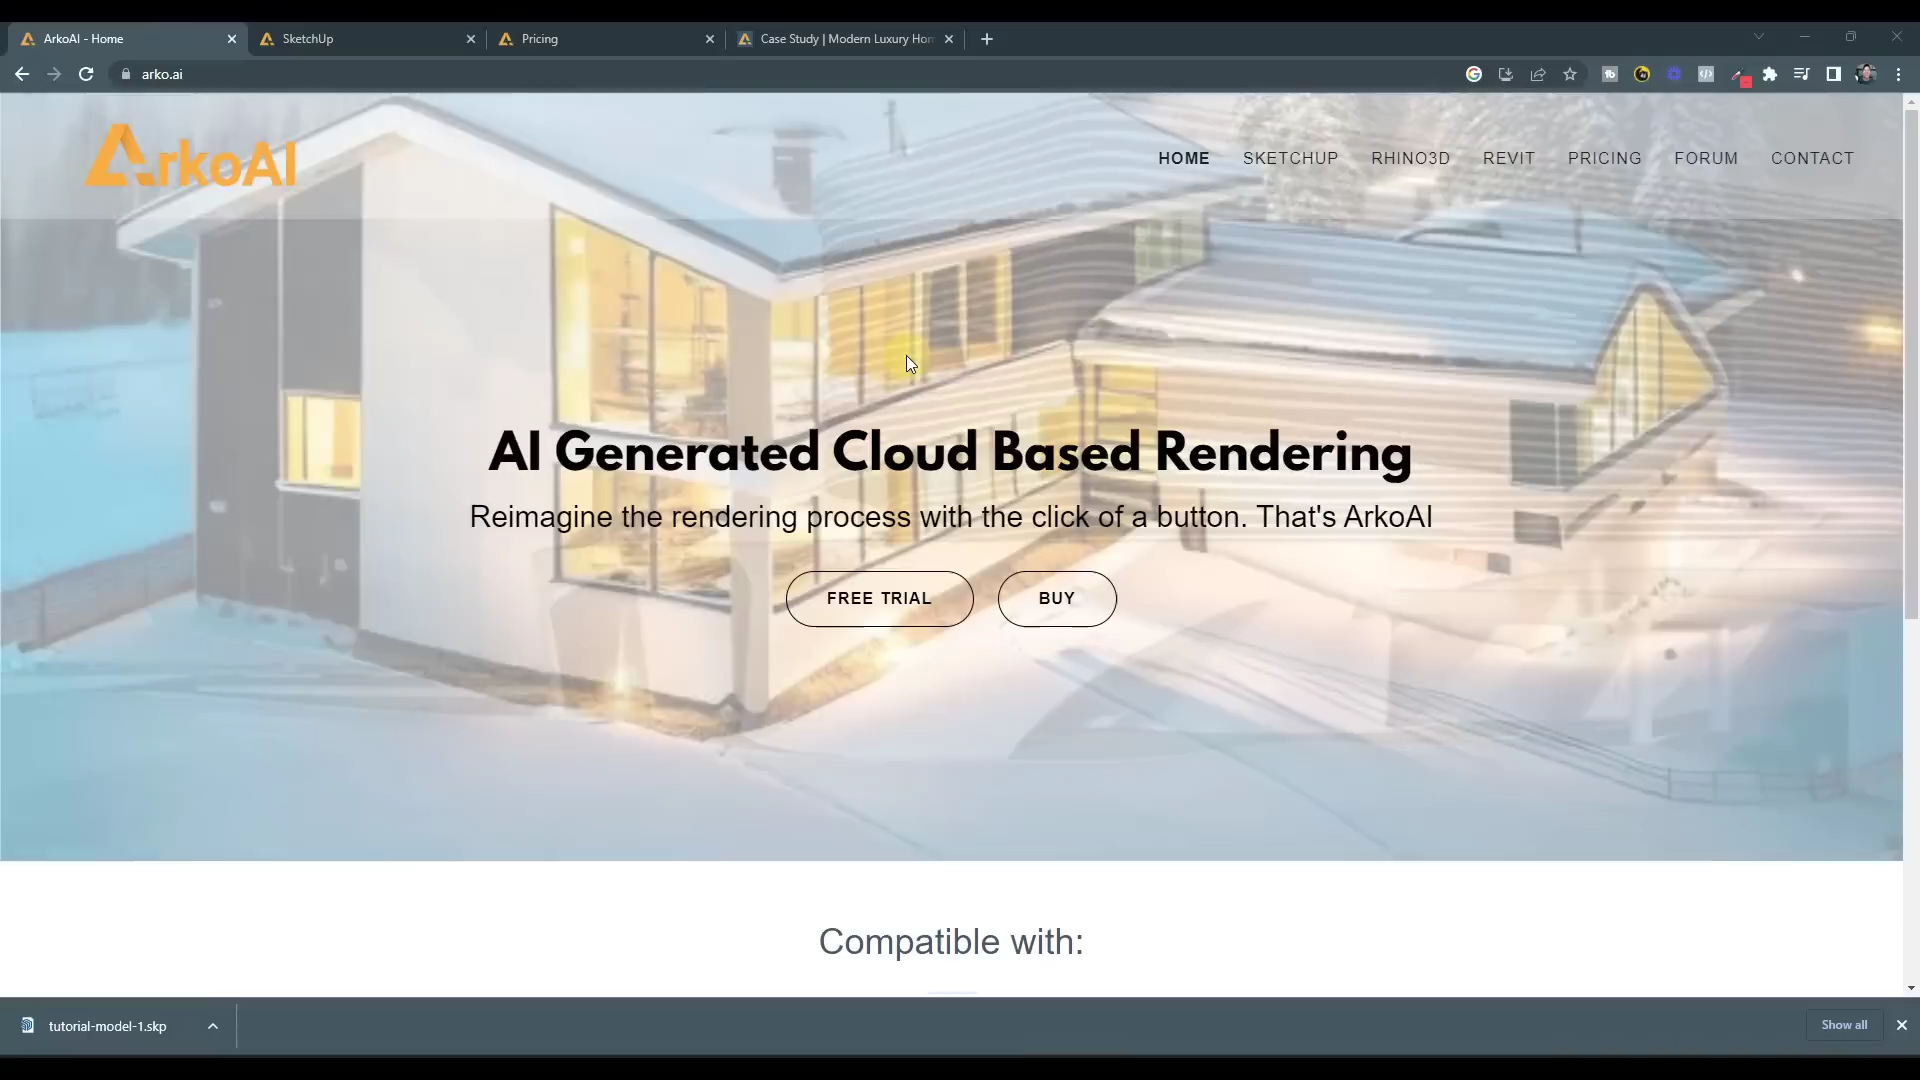 ArkoAI - Home
SketchUp
Pricing
Case Study | Modern Luxury Hom
arko.ai
ArkoAI
HOME SKETCHUP RHINO3D REVIT PRICING FORUM CONTACT
AI Generated Cloud Based Rendering
Reimagine the rendering process with the click of a button. That's ArkoAI
FREE TRIAL
BUY
Compatible with:
tutorial-model-1.skp
Show all